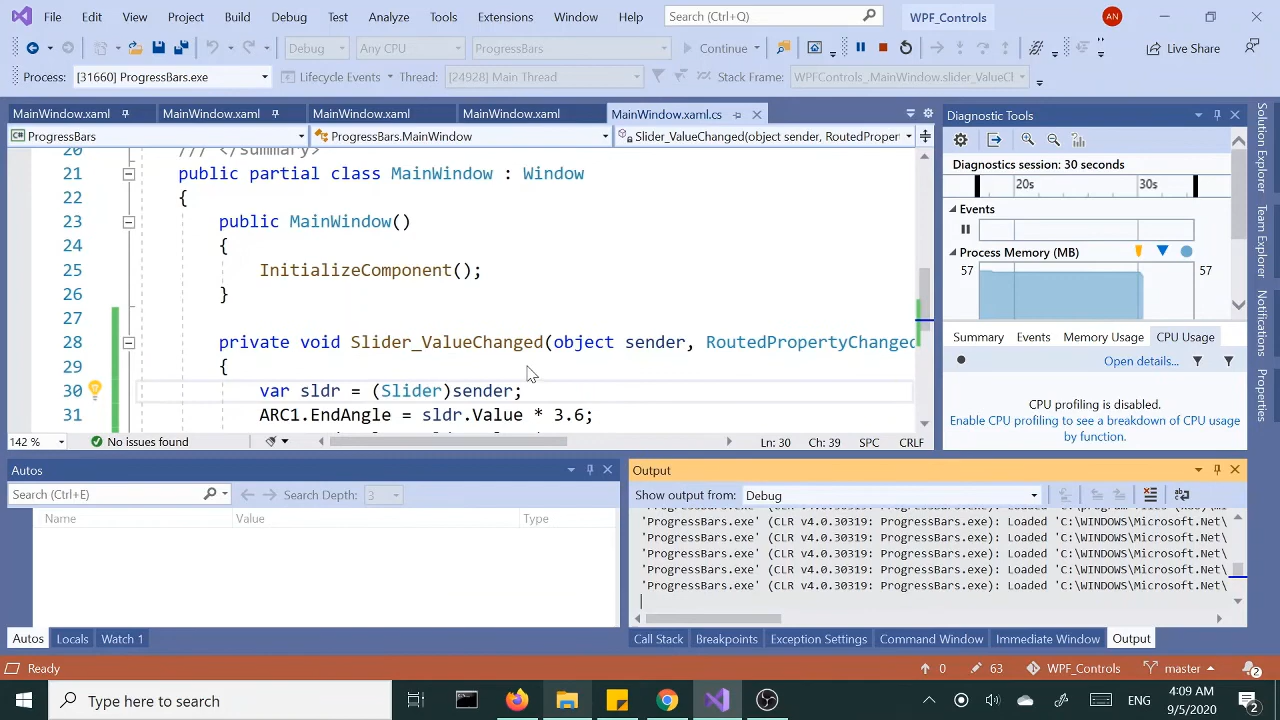 File Edit View Project Build DEBUG Test Analyze Tools Extensions Window Help Search (Ctrl+Q) WPF_Controls AN
Debug Any CPU ProgressBars Continue Live Share
Process: [31660] ProgressBars.exe Lifecycle Events Thread: [24928] Main Thread Stack Frame: WPFControls_.MainWindow.slider_ValueCl
MainWindow.xaml MainWindow.xaml MainWindow.xaml MainWindow.xaml MainWindow.xaml.cs
ProgressBars ProgressBars.MainWindow Slider_ValueChanged(object sender, RoutedProper
20 /// </summary>
21 public partial class MainWindow : Window
22 {
23 public MainWindow()
24 {
25 InitializeComponent();
26 }
27
28 private void Slider_ValueChanged(object sender, RoutedPropertyChanged
29 {
30 var sldr = (Slider)sender;
31 ARC1.EndAngle = sldr.Value * 3.6;
142 % No issues found Ln: 30 Ch: 39 SPC CRLF
Diagnostic Tools
Diagnostics session: 30 seconds
20s 30s
Events
Process Memory (MB)
57 57
Summary Events Memory Usage CPU Usage
Open details...
CPU profiling is disabled.
Enable CPU profiling to see a breakdown of CPU usage
by function.
Solution Explorer
Team Explorer
Notifications
Properties
Autos
Search (Ctrl+E) Search Depth: 3
Name Value Type
Autos Locals Watch 1
Output
Show output from: Debug
'ProgressBars.exe' (CLR v4.0.30319: ProgressBars.exe): Loaded 'C:\WINDOWS\Microsoft.Net\
'ProgressBars.exe' (CLR v4.0.30319: ProgressBars.exe): Loaded 'C:\WINDOWS\Microsoft.Net\
'ProgressBars.exe' (CLR v4.0.30319: ProgressBars.exe): Loaded 'C:\WINDOWS\Microsoft.Net\
'ProgressBars.exe' (CLR v4.0.30319: ProgressBars.exe): Loaded 'C:\WINDOWS\Microsoft.Net\
'ProgressBars.exe' (CLR v4.0.30319: ProgressBars.exe): Loaded 'C:\WINDOWS\Microsoft.Net\
Call Stack Breakpoints Exception Settings Command Window Immediate Window Output
Ready 0 63 WPF_Controls master 2
Type here to search ENG 4:09 AM
9/5/2020 2